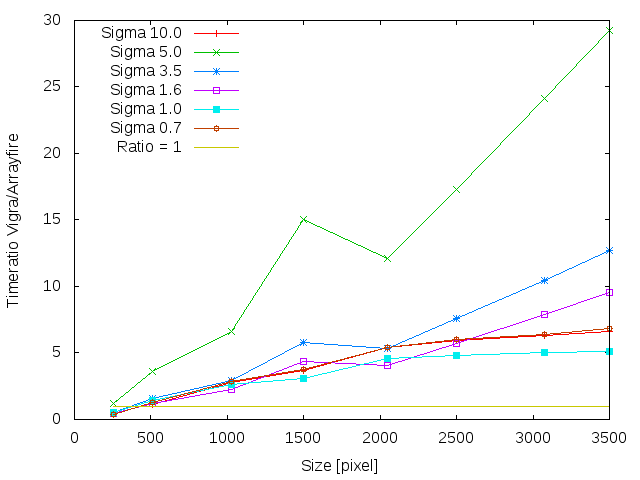 30
25
20
15
10
5
0
Timeratio Vigra/Arrayfire
Sigma 10.0
Sigma 5.0
Sigma 3.5
Sigma 1.6
Sigma 1.0
Sigma 0.7
Ratio = 1
0 500 1000 1500 2000 2500 3000 3500
Size [pixel]